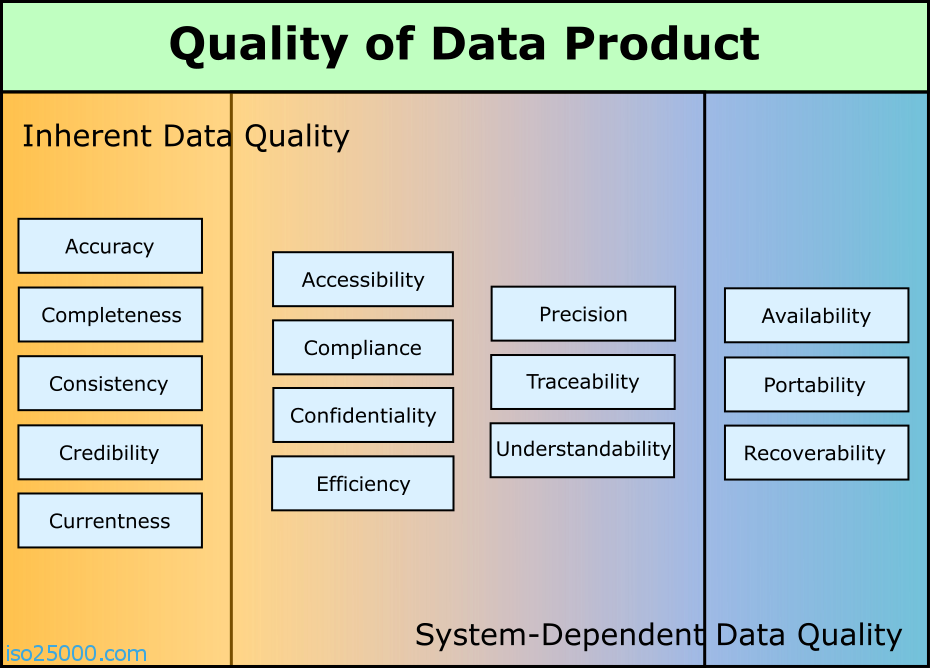 Quality of Data Product
Inherent Data Quality
Accuracy
Completeness
Consistency
Credibility
Currentness
Accessibility
Compliance
Confidentiality
Efficiency
Precision
Traceability
Understandability
Availability
Portability
Recoverability
System-Dependent Data Quality
iso25000.com